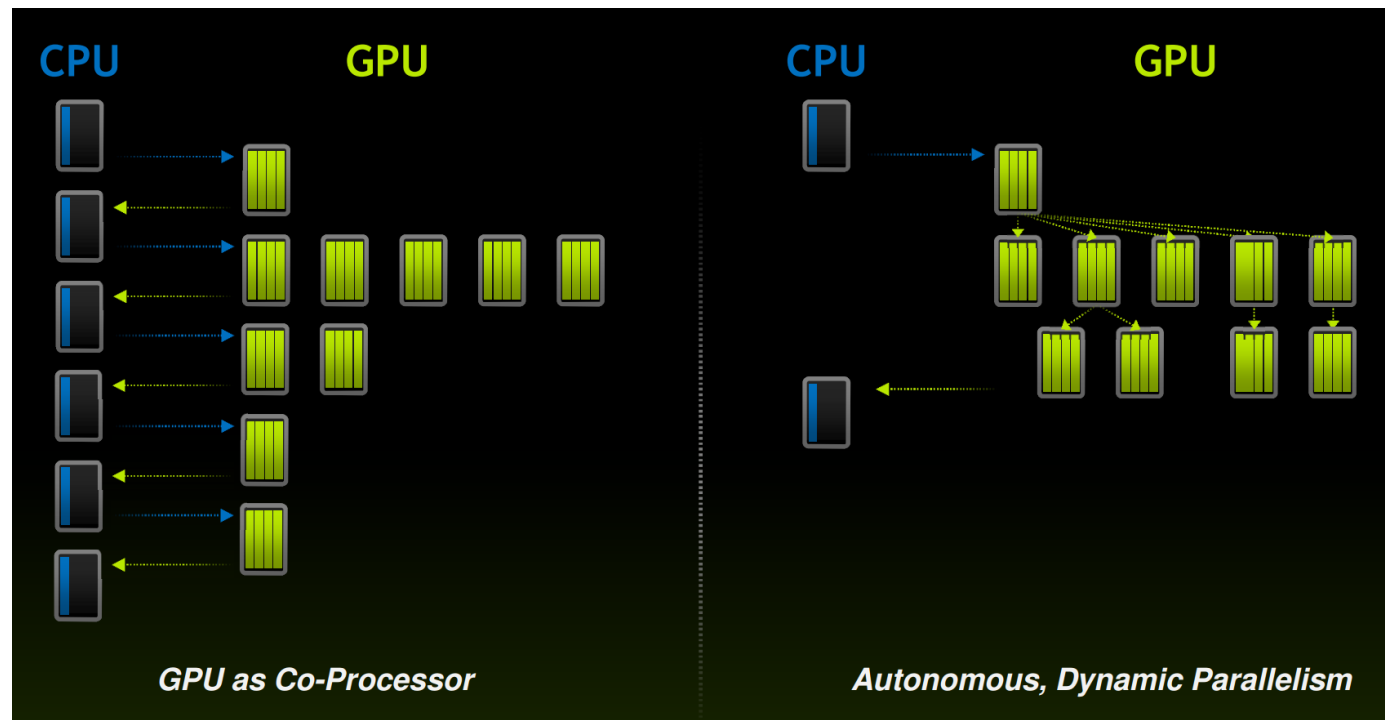 CPU GPU
CPU GPU
GPU as Co-Processor
Autonomous, Dynamic Parallelism